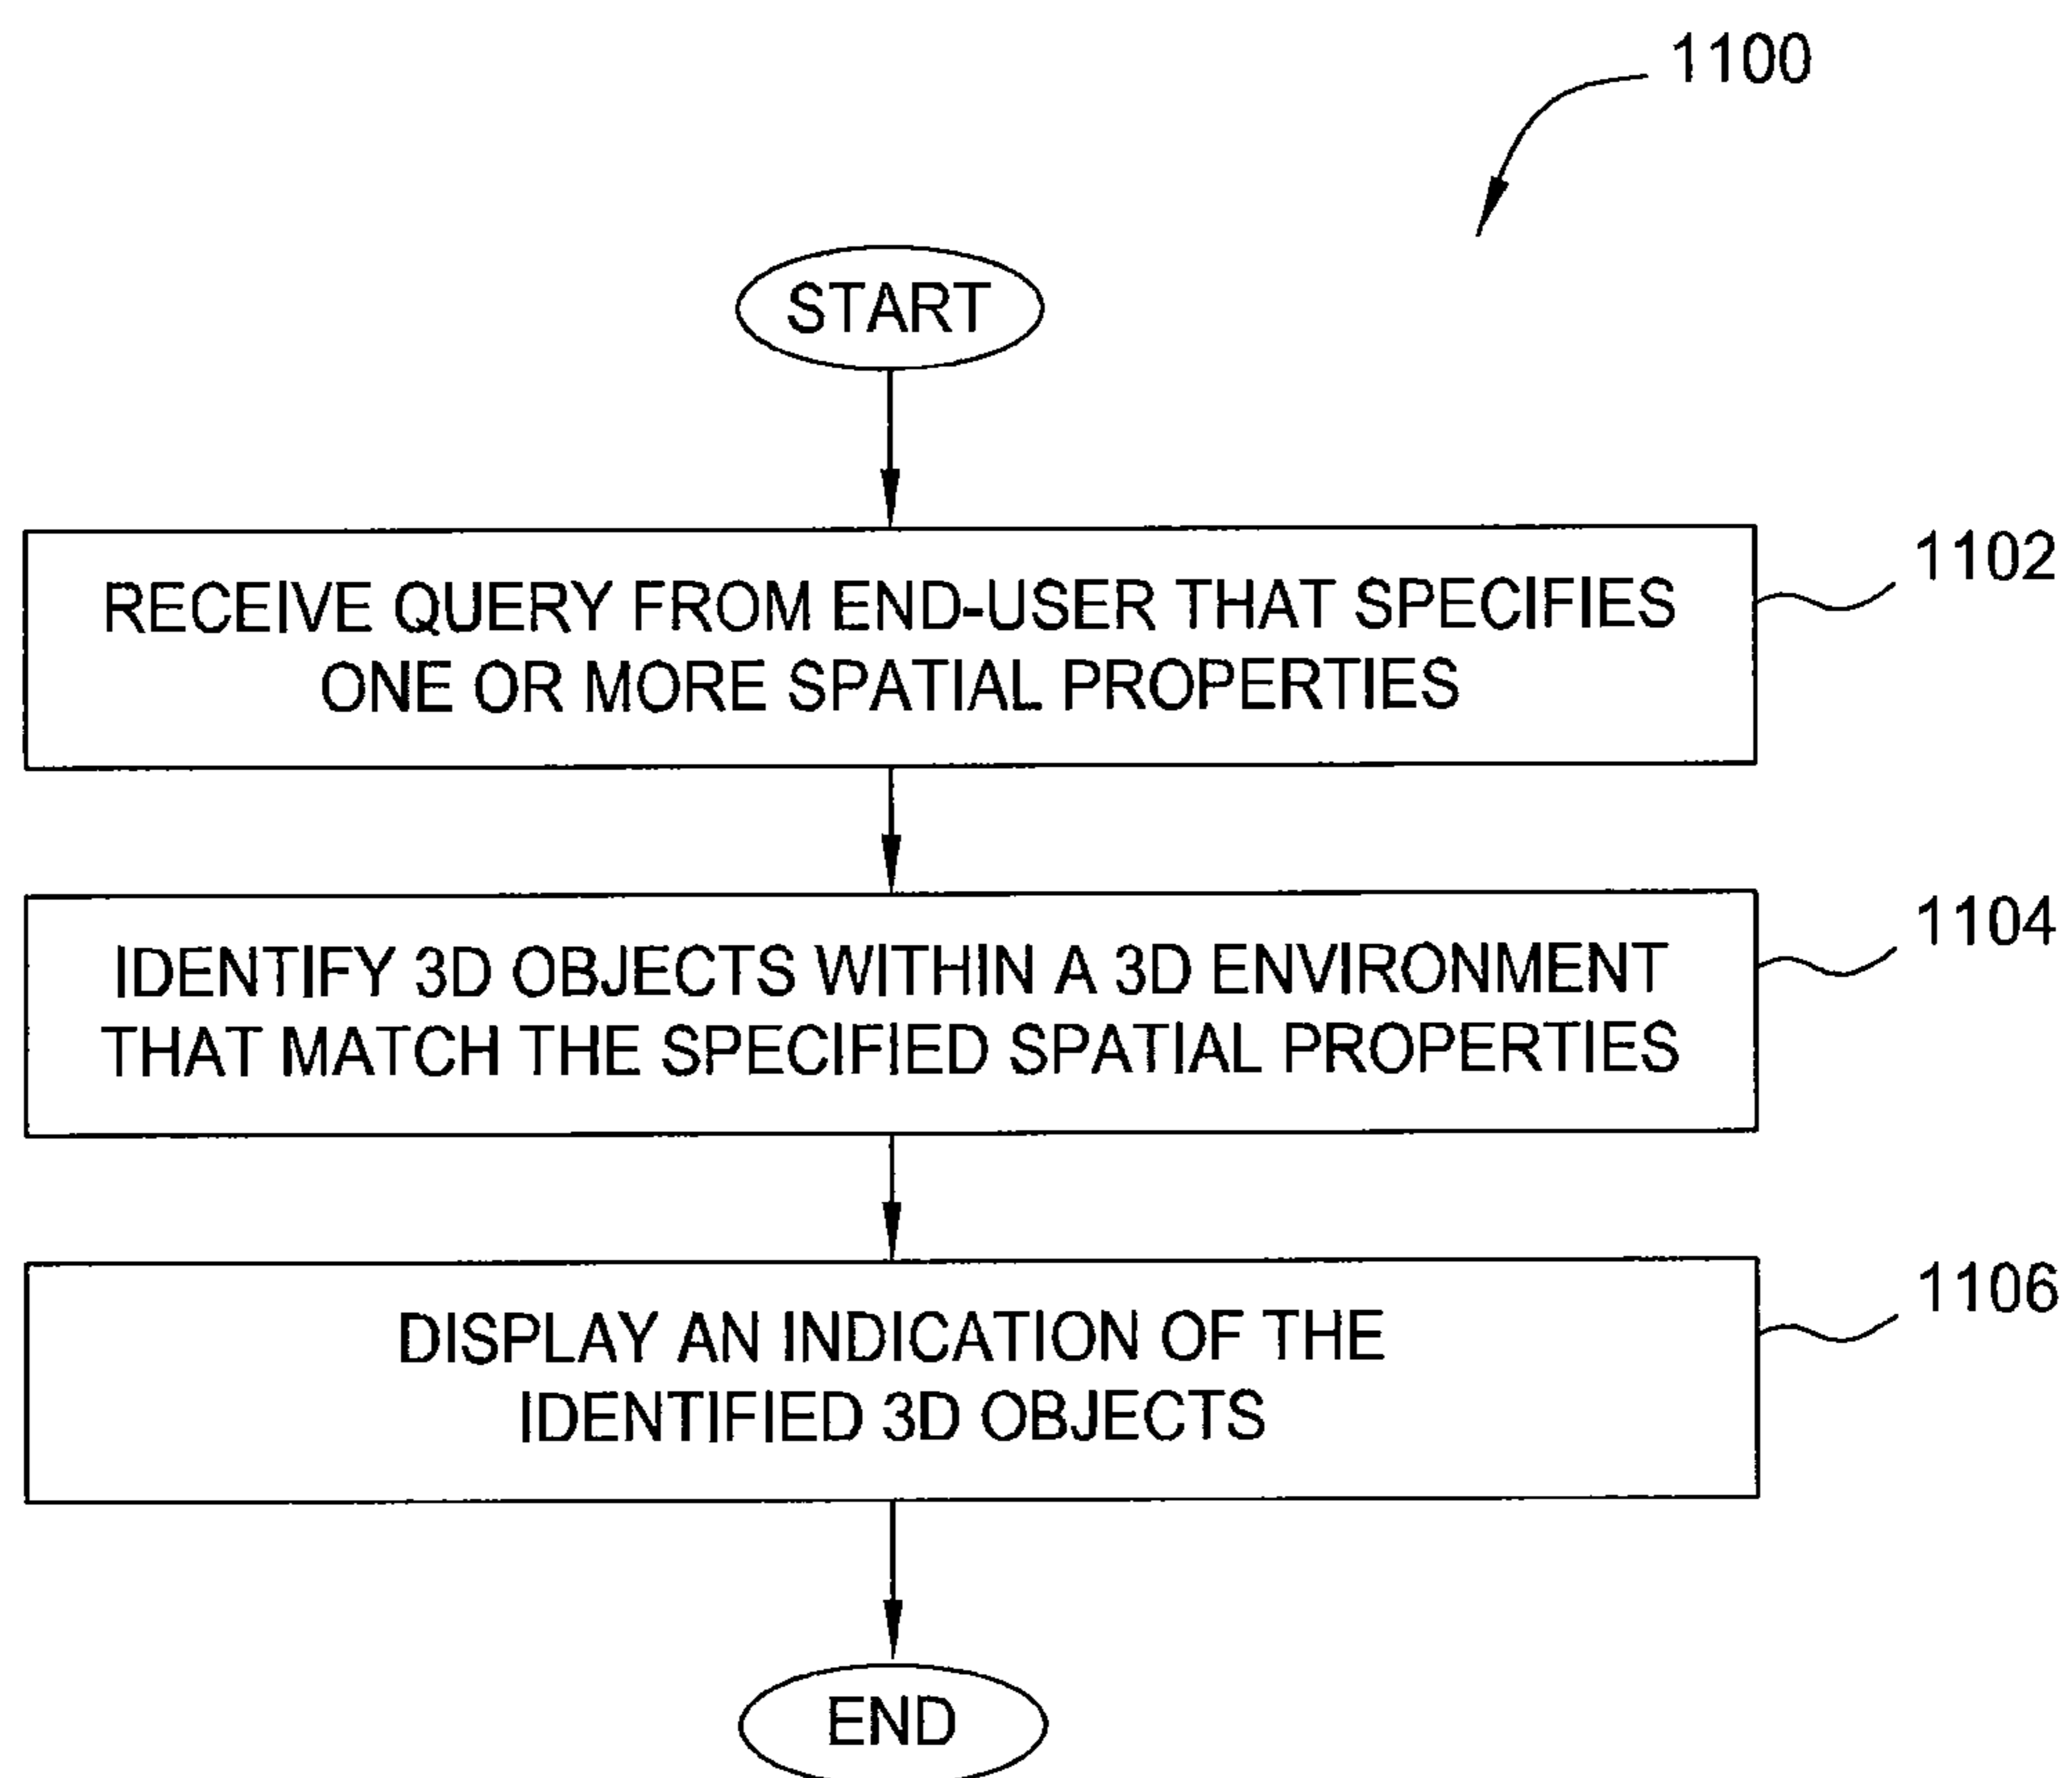 1100
START
RECEIVE QUERY FROM END-USER THAT SPECIFIES
ONE OR MORE SPATIAL PROPERTIES
1102
IDENTIFY 3D OBJECTS WITHIN A 3D ENVIRONMENT
THAT MATCH THE SPECIFIED SPATIAL PROPERTIES
1104
DISPLAY AN INDICATION OF THE
IDENTIFIED 3D OBJECTS
1106
END